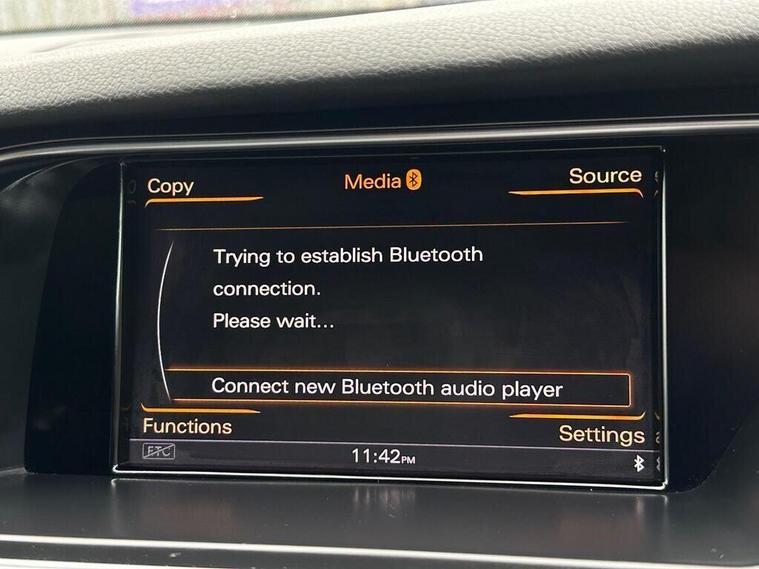 Copy
Media
Source
Trying to establish Bluetooth
connection.
Please wait...
Connect new Bluetooth audio player
Functions
Settings
ETC
11:42PM